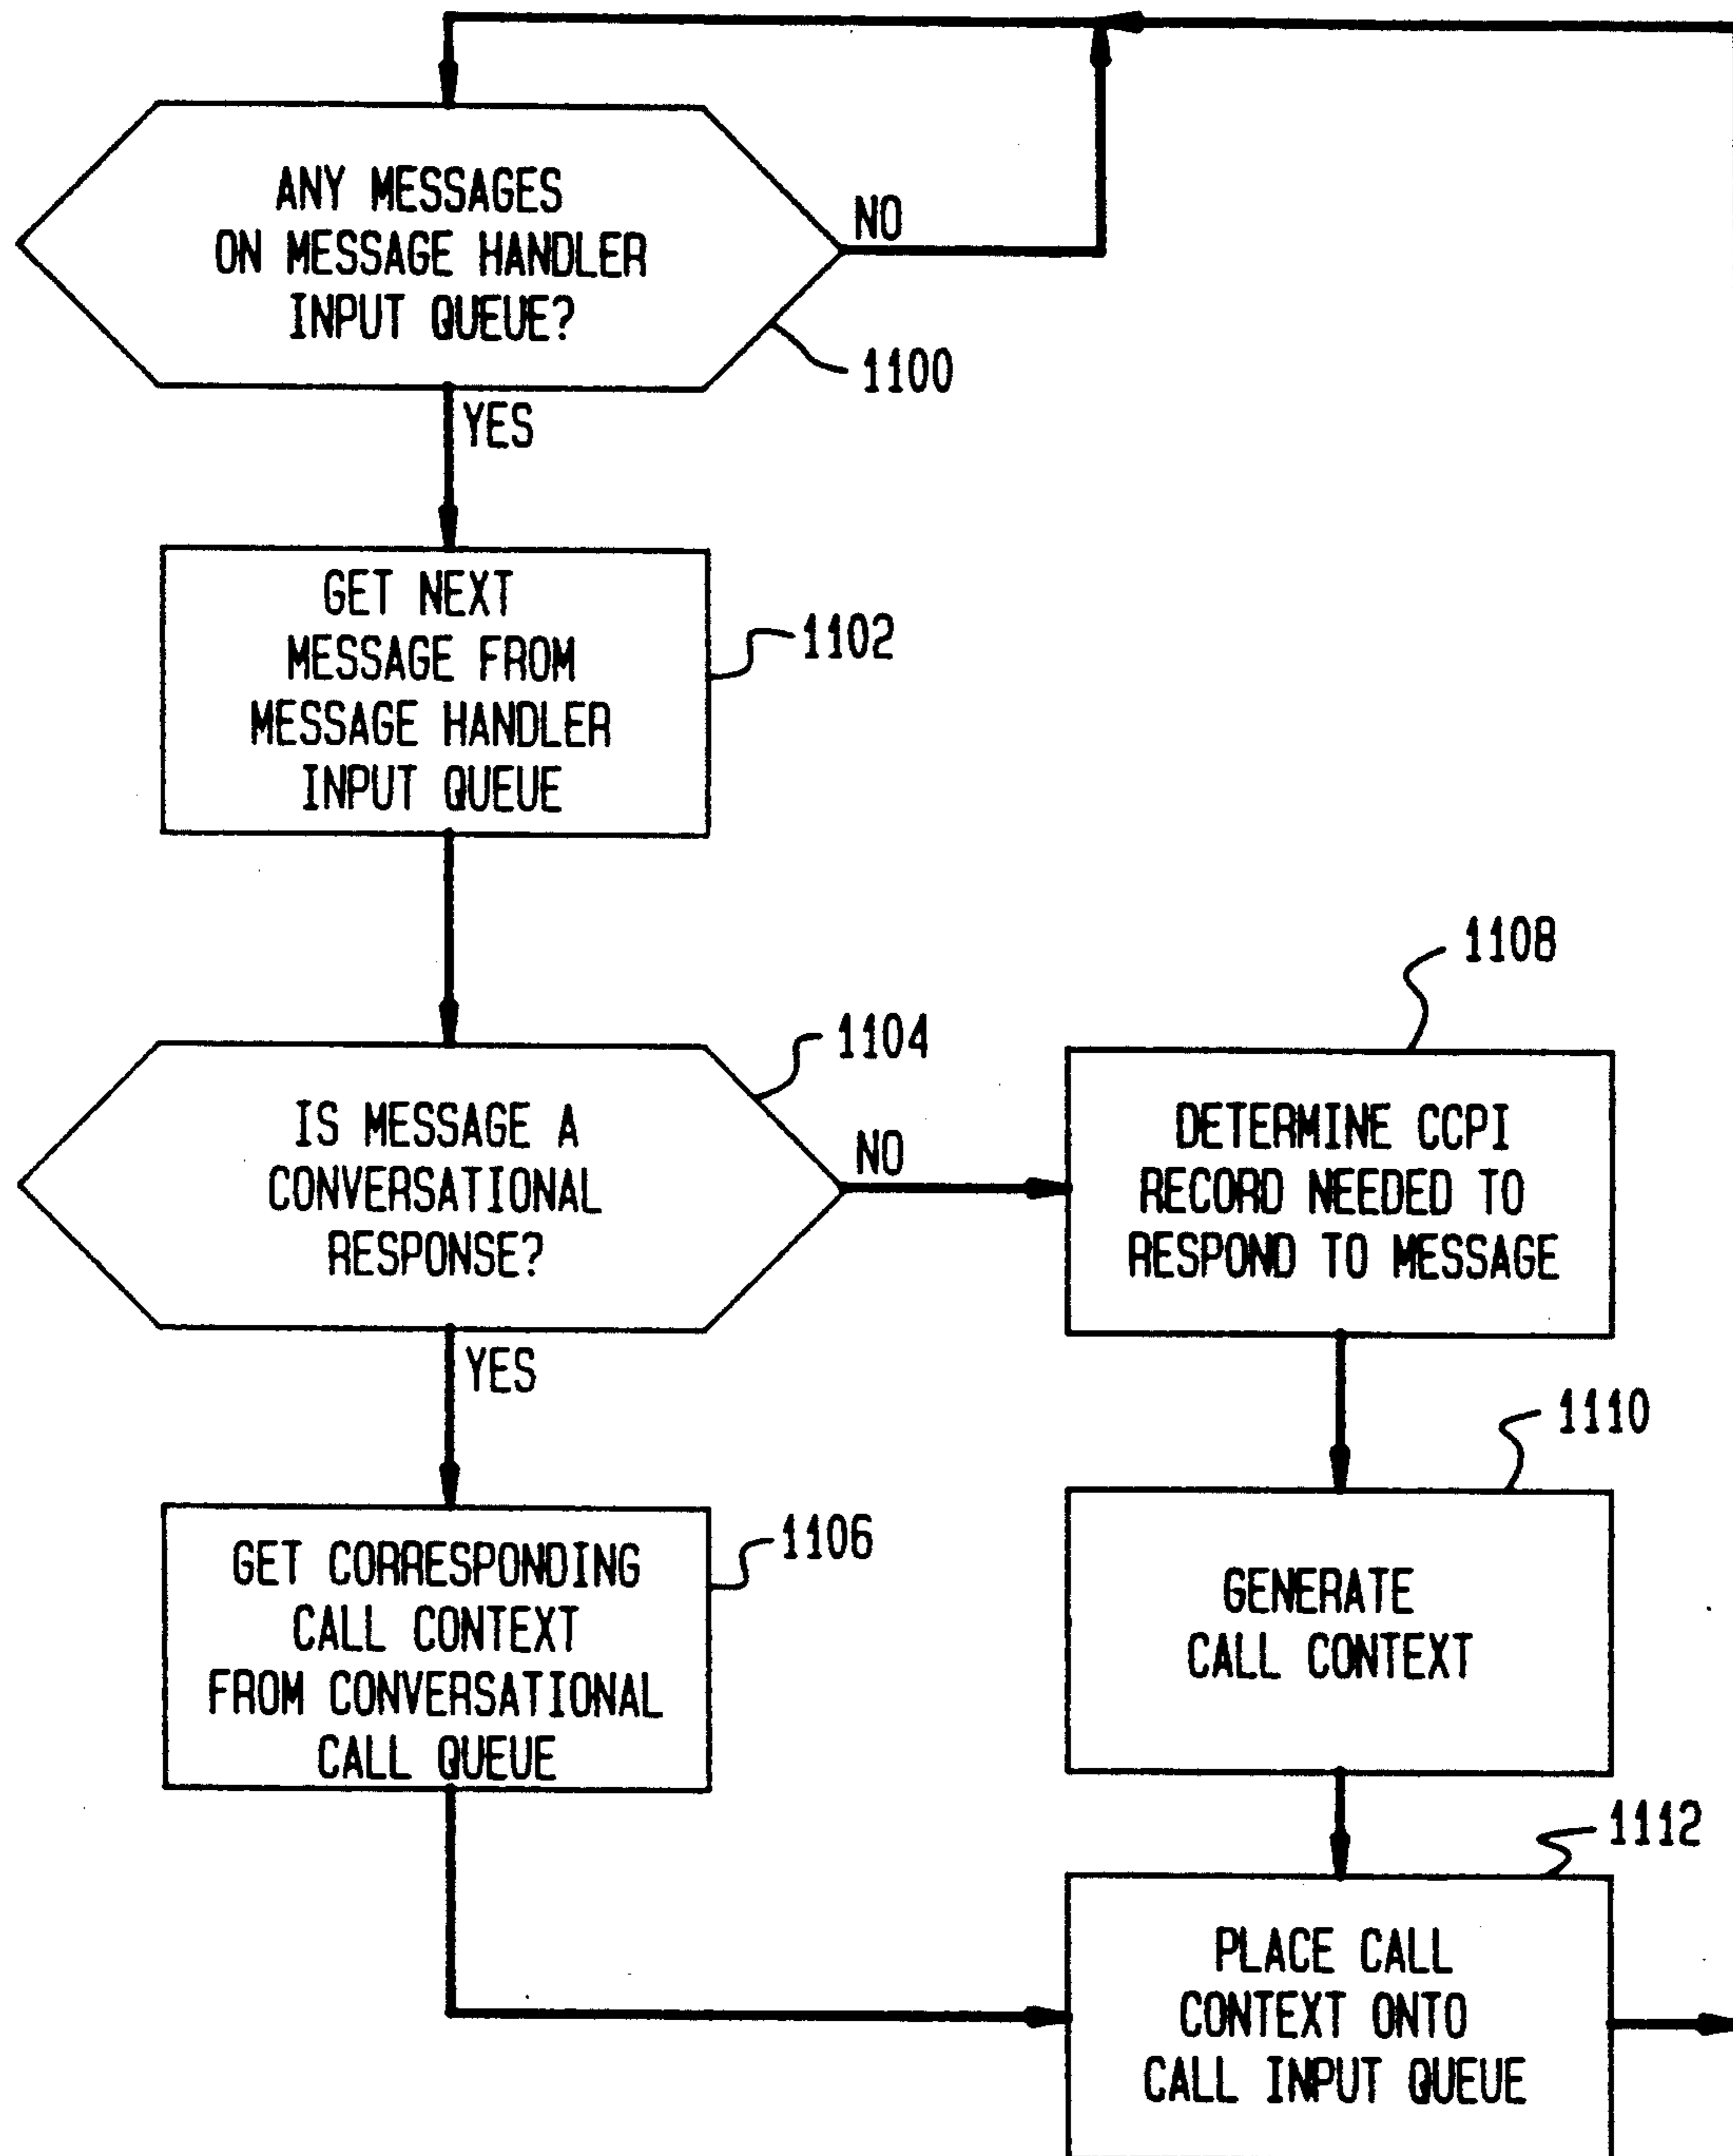 ANY MESSAGES
ON MESSAGE HANDLER
INPUT QUEUE?
NO
1100
YES
GET NEXT
MESSAGE FROM
MESSAGE HANDLER
INPUT QUEUE
1102
IS MESSAGE A
CONVERSATIONAL
RESPONSE?
1104
NO
YES
1108
DETERMINE CCPI
RECORD NEEDED TO
RESPOND TO MESSAGE
1110
GENERATE
CALL CONTEXT
GET CORRESPONDING
CALL CONTEXT
FROM CONVERSATIONAL
CALL QUEUE
1106
1112
PLACE CALL
CONTEXT ONTO
CALL INPUT QUEUE